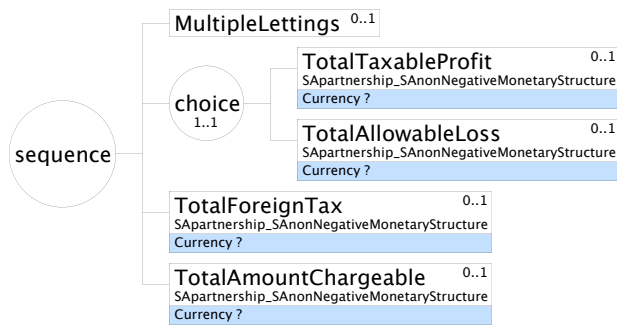 MultipleLettings 0..1
TotalTaxableProfit 0..1
SApartnership_SAnonNegativeMonetaryStructure
Currency ?
choice
1..1
TotalAllowableLoss 0..1
SApartnership_SAnonNegativeMonetaryStructure
Currency ?
sequence
TotalForeignTax 0..1
SApartnership_SAnonNegativeMonetaryStructure
Currency ?
TotalAmountChargeable 0..1
SApartnership_SAnonNegativeMonetaryStructure
Currency ?